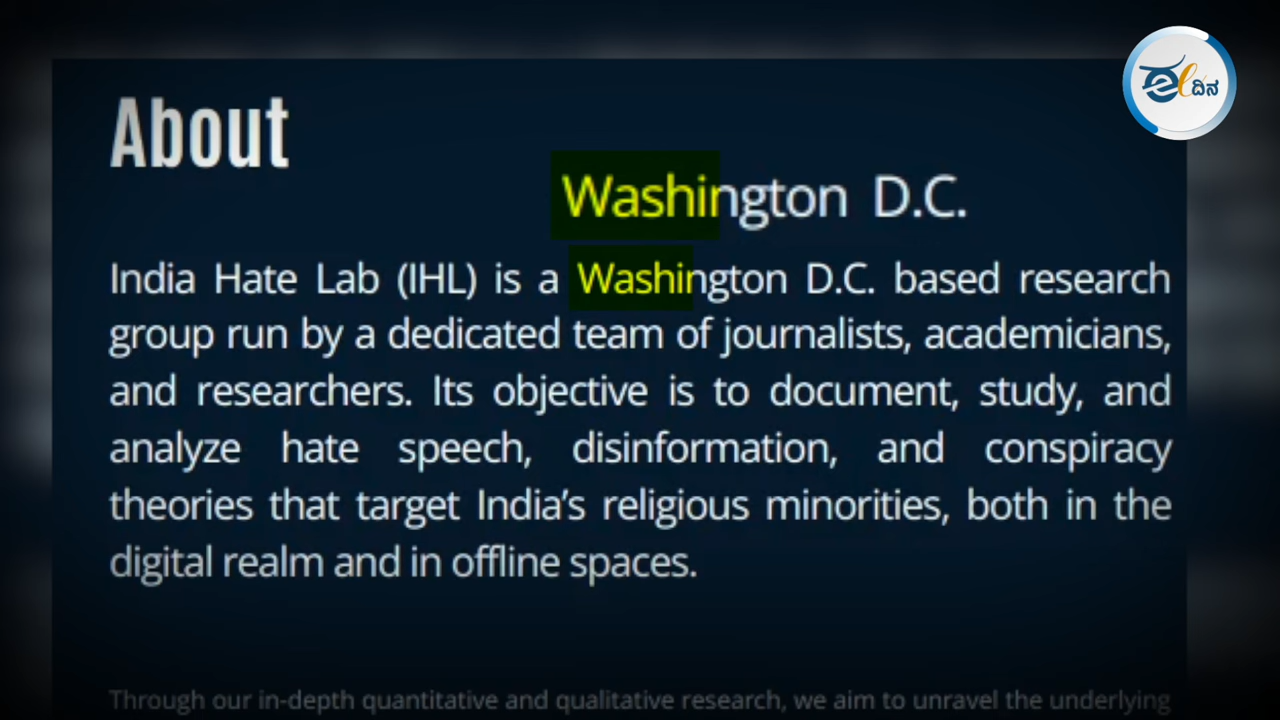 ಈ ದಿನ
About
Washington D.C.
India Hate Lab (IHL) is a Washington D.C. based research
group run by a dedicated team of journalists, academicians,
and researchers. Its objective is to document, study, and
analyze hate speech, disinformation, and conspiracy
theories that target India’s religious minorities, both in the
digital realm and in offline spaces.
Through our in-depth quantitative and qualitative research, we aim to unravel the underlying